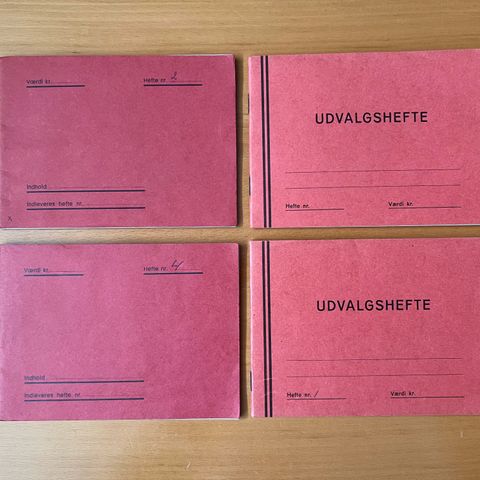 Værdi kr.
Hefte nr. 2
Indhold
Indleveres hefte nr.
x
UDVALGSHEFTE
Hefte nr.
Værdi kr.
Værdi kr.
Hefte nr. 4
Indhold
Indleveres hefte nr.
UDVALGSHEFTE
Hefte nr. 1
Værdi kr.